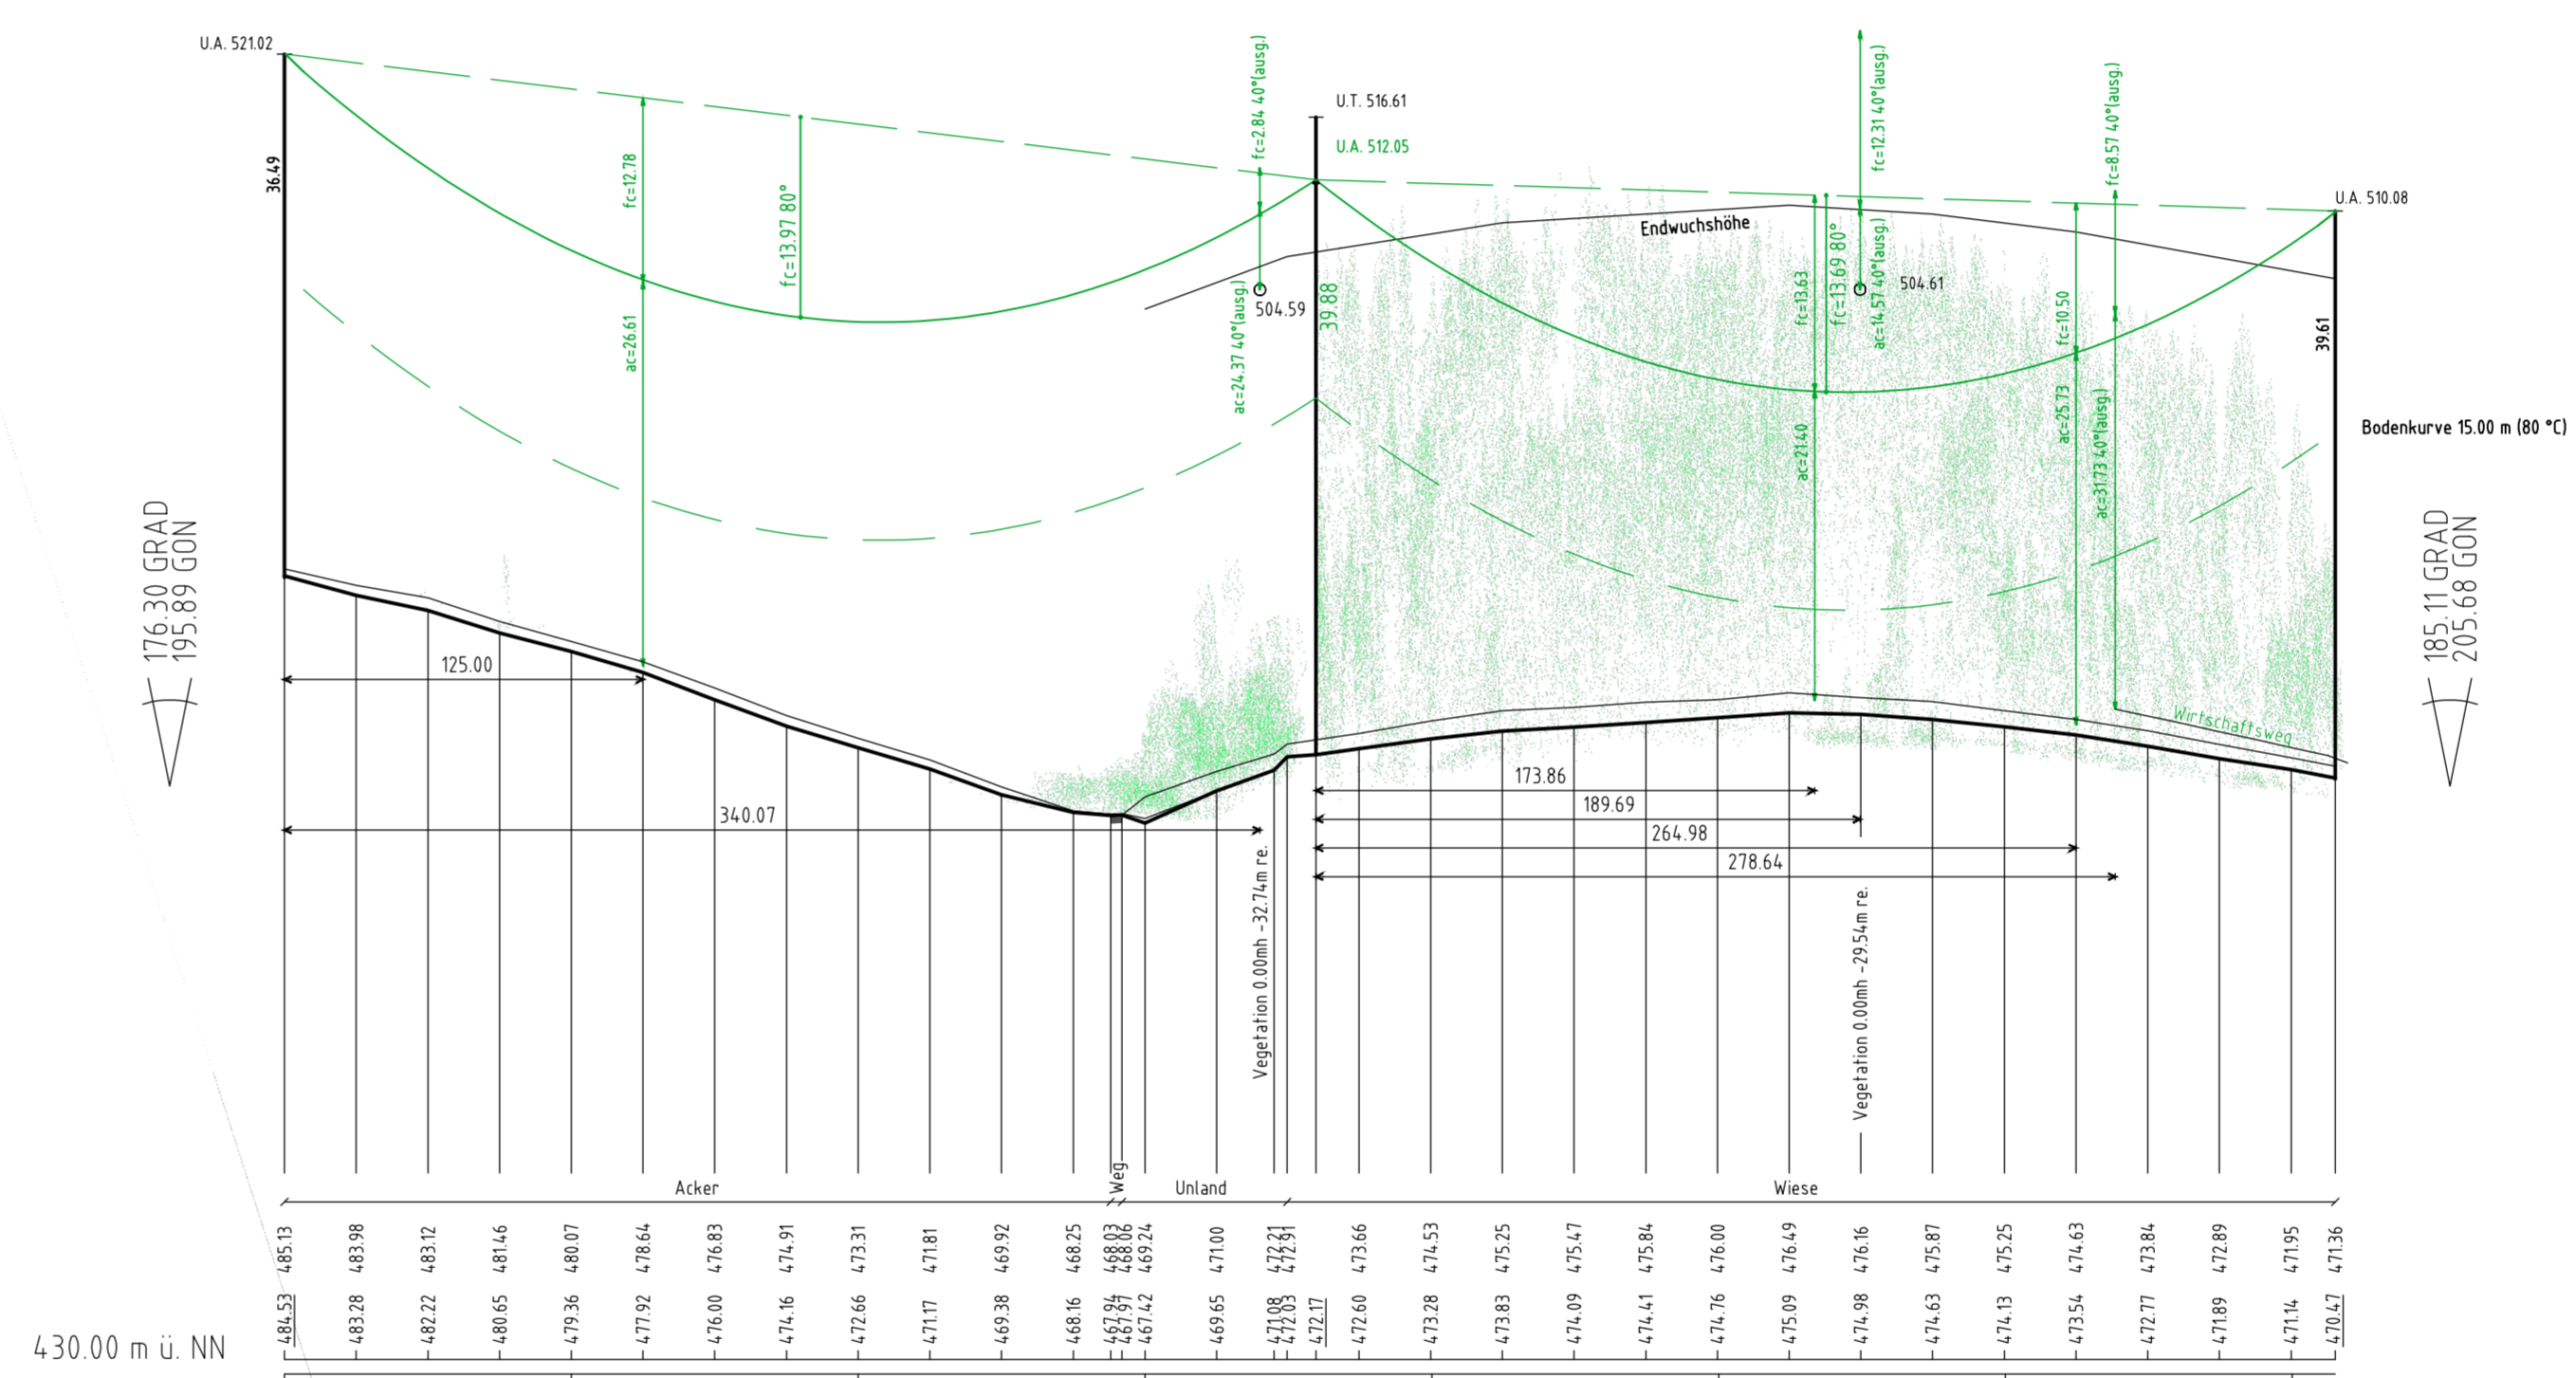 U.A. 521.02
36.49
fc=12.78
ac=26.61
fc=13.97 80°
fc=2.84 40°(ausg.)
ac=24.37 40°(ausg.)
504.59
U.T. 516.61
U.A. 512.05
39.88
Endwuchshöhe
fc=13.63
fc=13.69 80°
ac=21.40
fc=12.31 40°(ausg.)
ac=14.57 40°(ausg.)
504.61
fc=10.50
ac=25.73
fc=8.57 40°(ausg.)
ac=31.73 40°(ausg.)
U.A. 510.08
39.61
Bodenkurve 15.00 m (80 °C)
176.30 GRAD
195.89 GON
185.11 GRAD
205.68 GON
Wirtschaftsweg
125.00
340.07
173.86
189.69
264.98
278.64
Vegetation 0.00mh -32.74m re.
Vegetation 0.00mh -29.54m re.
Acker
Weg
Unland
Wiese
485.13 483.98 483.12 481.46 480.07 478.64 476.83 474.91 473.31 471.81 469.92 468.25 468.03 468.06 469.24 471.00 472.21 472.91 473.66 474.53 475.25 475.47 475.84 476.00 476.49 476.16 475.87 475.25 474.63 473.84 472.89 471.95 471.36
484.53 483.28 482.22 480.65 479.36 477.92 476.00 474.16 472.66 471.17 469.38 468.16 467.94 467.97 467.42 469.65 471.08 472.03 472.17 472.60 473.28 473.83 474.09 474.41 474.76 475.09 474.98 474.63 474.13 473.54 472.77 471.89 471.14 470.47
430.00 m ü. NN